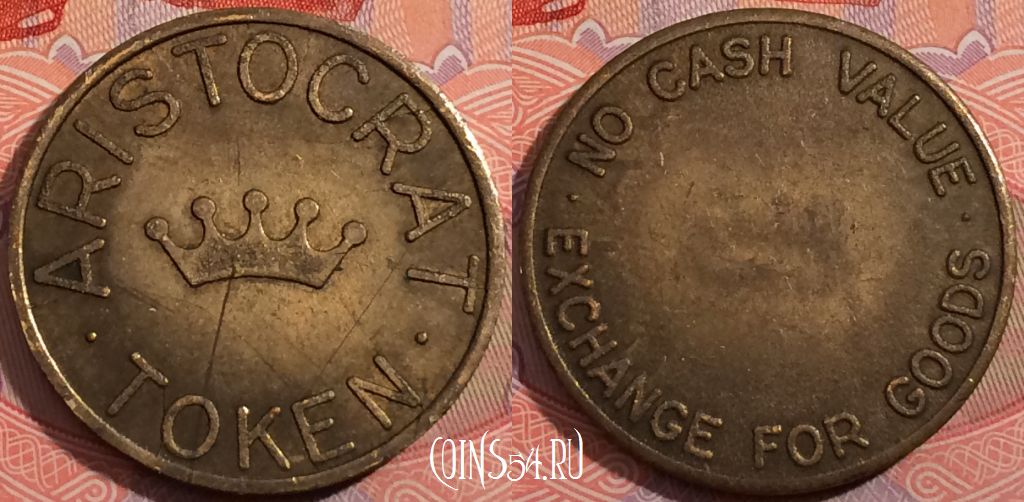 ARISTOCRAT
· TOKEN ·
· NO CASH VALUE ·
EXCHANGE FOR GOODS
COINS54.RU